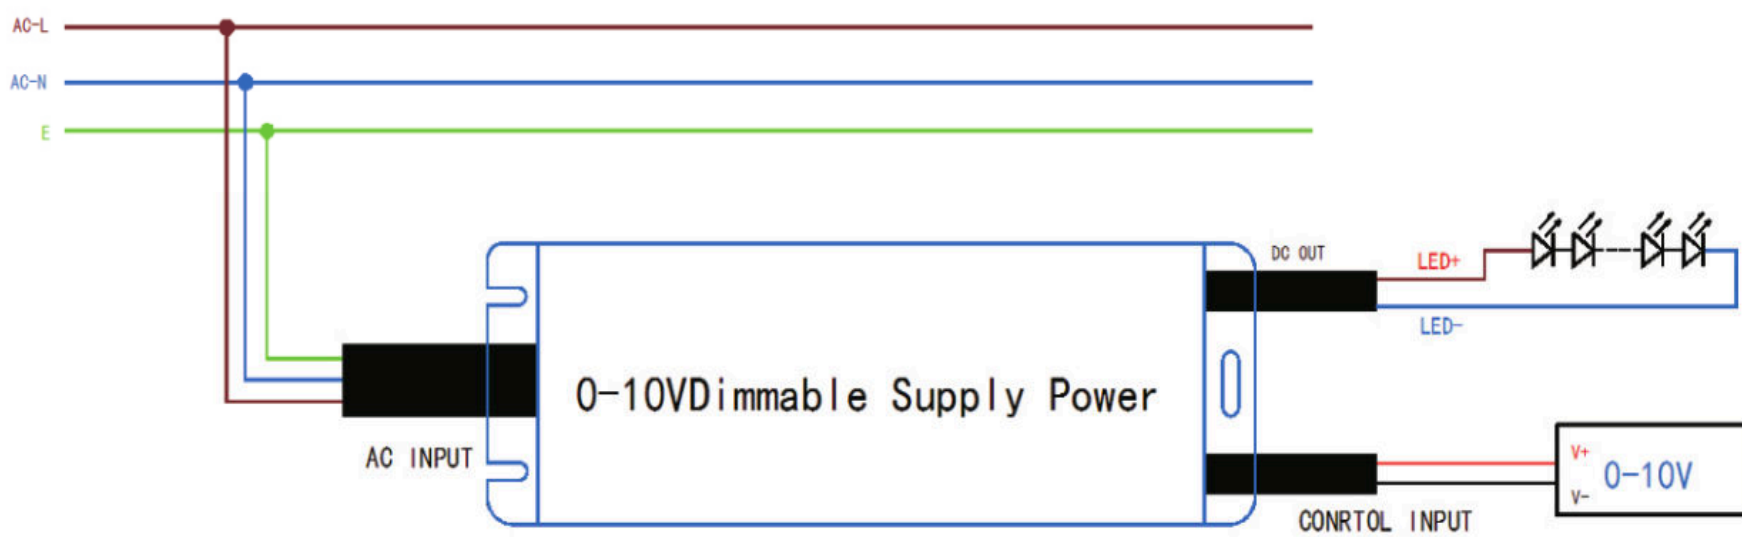 AC-L
AC-N
E
DC OUT
LED+
LED-
0-10VDimmable Supply Power
AC INPUT
V+
0-10V
V-
CONRTOL INPUT